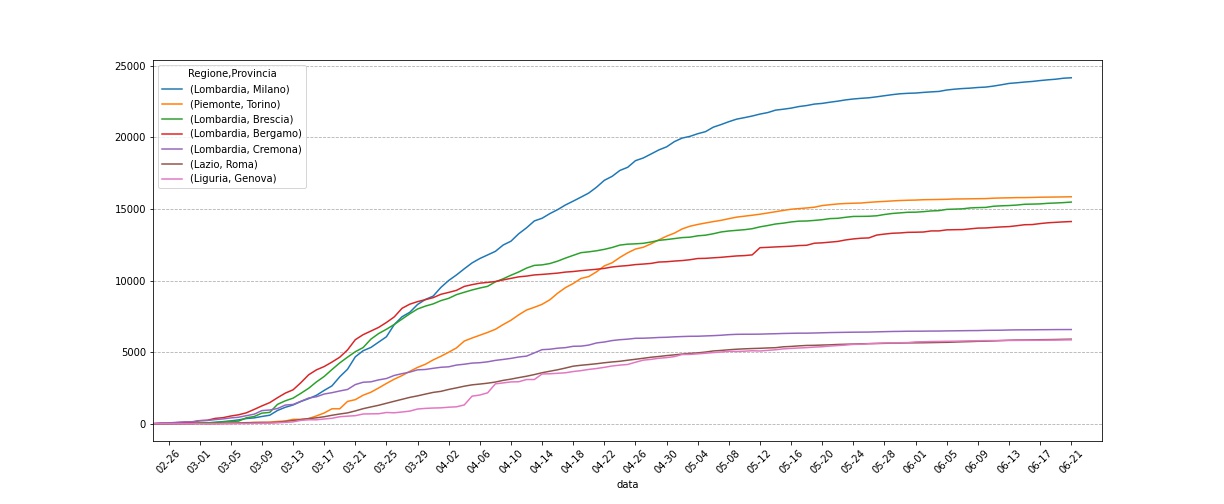 25000
20000
15000
10000
5000
0
Regione,Provincia
(Lombardia, Milano)
(Piemonte, Torino)
(Lombardia, Brescia)
(Lombardia, Bergamo)
(Lombardia, Cremona)
(Lazio, Roma)
(Liguria, Genova)
02-26 03-01 03-05 03-09 03-13 03-17 03-21 03-25 03-29 04-02 04-06 04-10 04-14 04-18 04-22 04-26 04-30 05-04 05-08 05-12 05-16 05-20 05-24 05-28 06-01 06-05 06-09 06-13 06-17 06-21
data